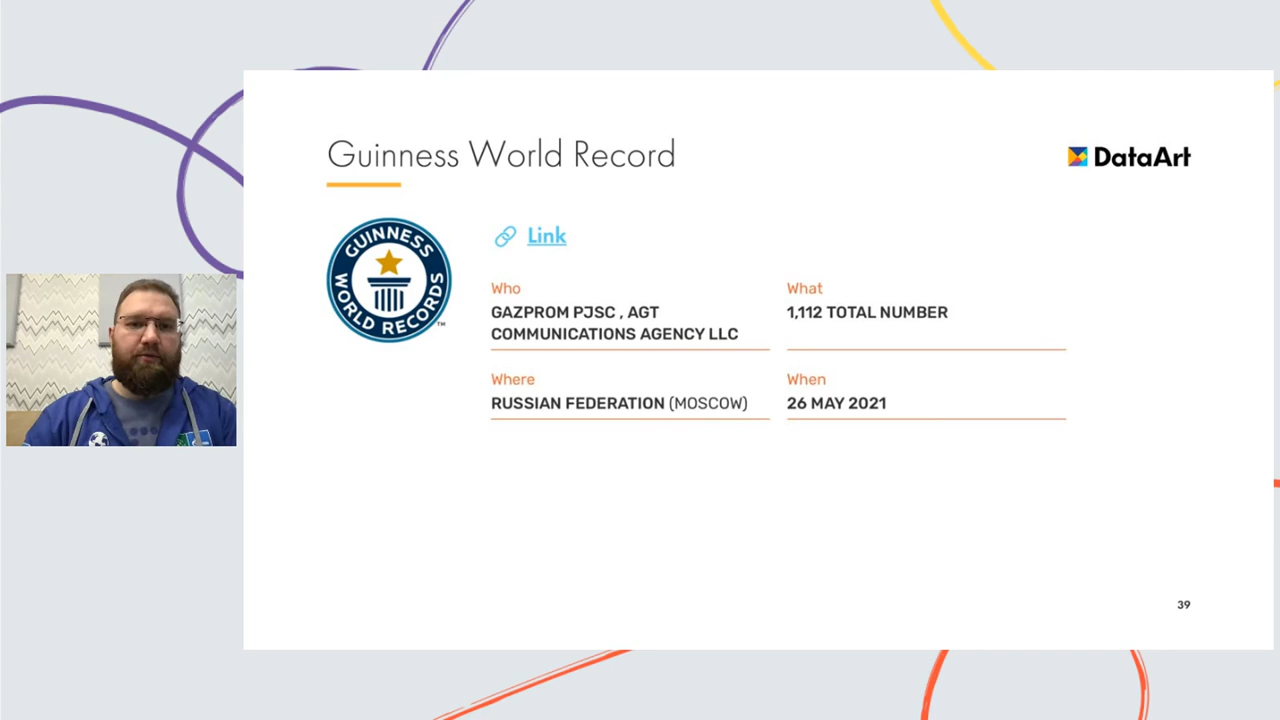 Guinness World Record
DataArt
GUINNESS
WORLD RECORDS
TM
Link
Who
What
GAZPROM PJSC , AGT
COMMUNICATIONS AGENCY LLC
1,112 TOTAL NUMBER
Where
When
RUSSIAN FEDERATION (MOSCOW)
26 MAY 2021
39